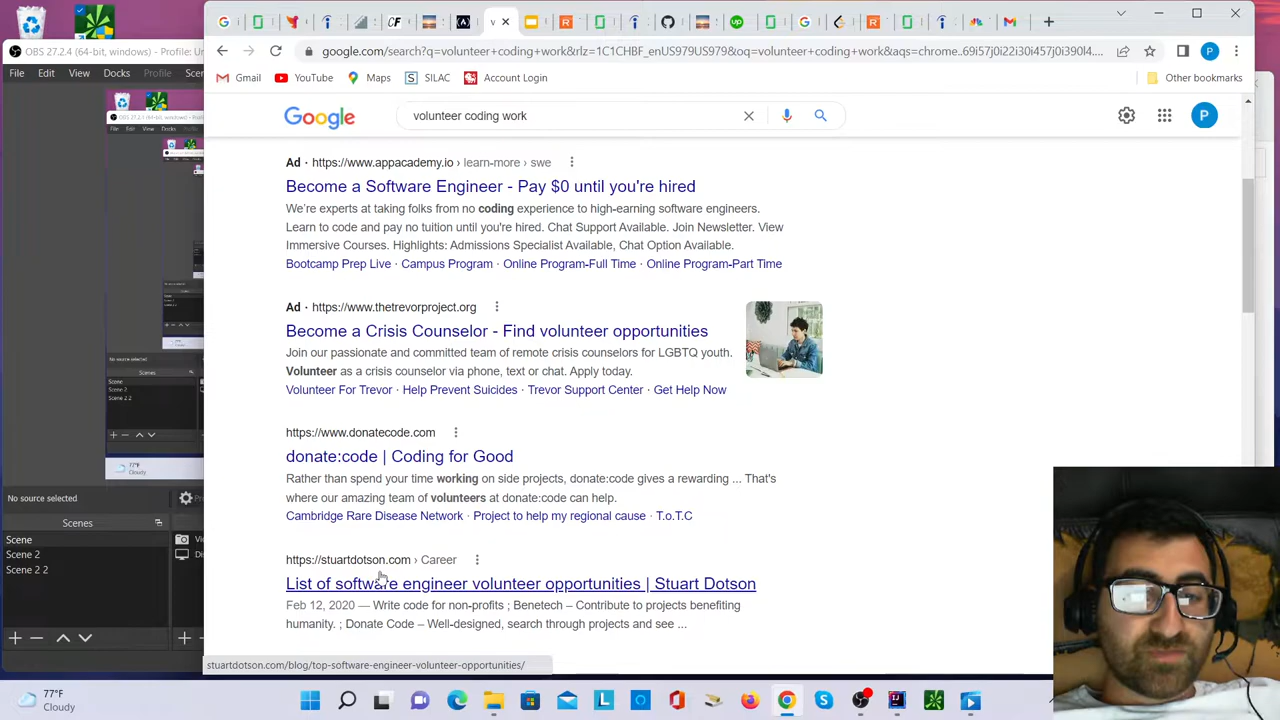 OBS 27.2.4 (64-bit, windows) - Profile: Un
File Edit View Docks Profile Scen
google.com/search?q=volunteer+coding+work&rlz=1C1CHBF_enUS979US979&oq=volunteer+coding+work&aqs=chrome..69i57j0i22i30i457j0i390l4....
Gmail YouTube Maps SILAC Account Login Other bookmarks
Google volunteer coding work
Ad · https://www.appacademy.io › learn-more › swe
Become a Software Engineer - Pay $0 until you're hired
We're experts at taking folks from no coding experience to high-earning software engineers.
Learn to code and pay no tuition until you're hired. Chat Support Available. Join Newsletter. View
Immersive Courses. Highlights: Admissions Specialist Available, Chat Option Available.
Bootcamp Prep Live · Campus Program · Online Program-Full Time · Online Program-Part Time
Ad · https://www.thetrevorproject.org
Become a Crisis Counselor - Find volunteer opportunities
Join our passionate and committed team of remote crisis counselors for LGBTQ youth.
Volunteer as a crisis counselor via phone, text or chat. Apply today.
Volunteer For Trevor · Help Prevent Suicides · Trevor Support Center · Get Help Now
https://www.donatecode.com
donate:code | Coding for Good
Rather than spend your time working on side projects, donate:code gives a rewarding ... That's
where our amazing team of volunteers at donate:code can help.
Cambridge Rare Disease Network · Project to help my regional cause · T.o.T.C
https://stuartdotson.com › Career
List of software engineer volunteer opportunities | Stuart Dotson
Feb 12, 2020 — Write code for non-profits ; Benetech – Contribute to projects benefiting
humanity. ; Donate Code – Well-designed, search through projects and see ...
stuartdotson.com/blog/top-software-engineer-volunteer-opportunities/
No source selected
Scenes
Scene
Scene 2
Scene 2 2
77°F
Cloudy